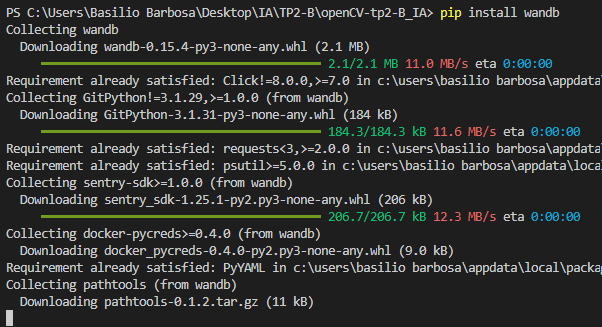 PS C:\Users\Basilio Barbosa\Desktop\IA\TP2-B\openCV-tp2-B_IA> pip install wandb
Collecting wandb
Downloading wandb-0.15.4-py3-none-any.whl (2.1 MB)
2.1/2.1 MB 11.0 MB/s eta 0:00:00
Requirement already satisfied: Click!=8.0.0,>=7.0 in c:\users\basilio barbosa\appdata
Collecting GitPython!=3.1.29,>=1.0.0 (from wandb)
Downloading GitPython-3.1.31-py3-none-any.whl (184 kB)
184.3/184.3 kB 11.6 MB/s eta 0:00:00
Requirement already satisfied: requests<3,>=2.0.0 in c:\users\basilio barbosa\appdata
Requirement already satisfied: psutil>=5.0.0 in c:\users\basilio barbosa\appdata\loca
Collecting sentry-sdk>=1.0.0 (from wandb)
Downloading sentry_sdk-1.25.1-py2.py3-none-any.whl (206 kB)
206.7/206.7 kB 12.3 MB/s eta 0:00:00
Collecting docker-pycreds>=0.4.0 (from wandb)
Downloading docker_pycreds-0.4.0-py2.py3-none-any.whl (9.0 kB)
Requirement already satisfied: PyYAML in c:\users\basilio barbosa\appdata\local\packa
Collecting pathtools (from wandb)
Downloading pathtools-0.1.2.tar.gz (11 kB)